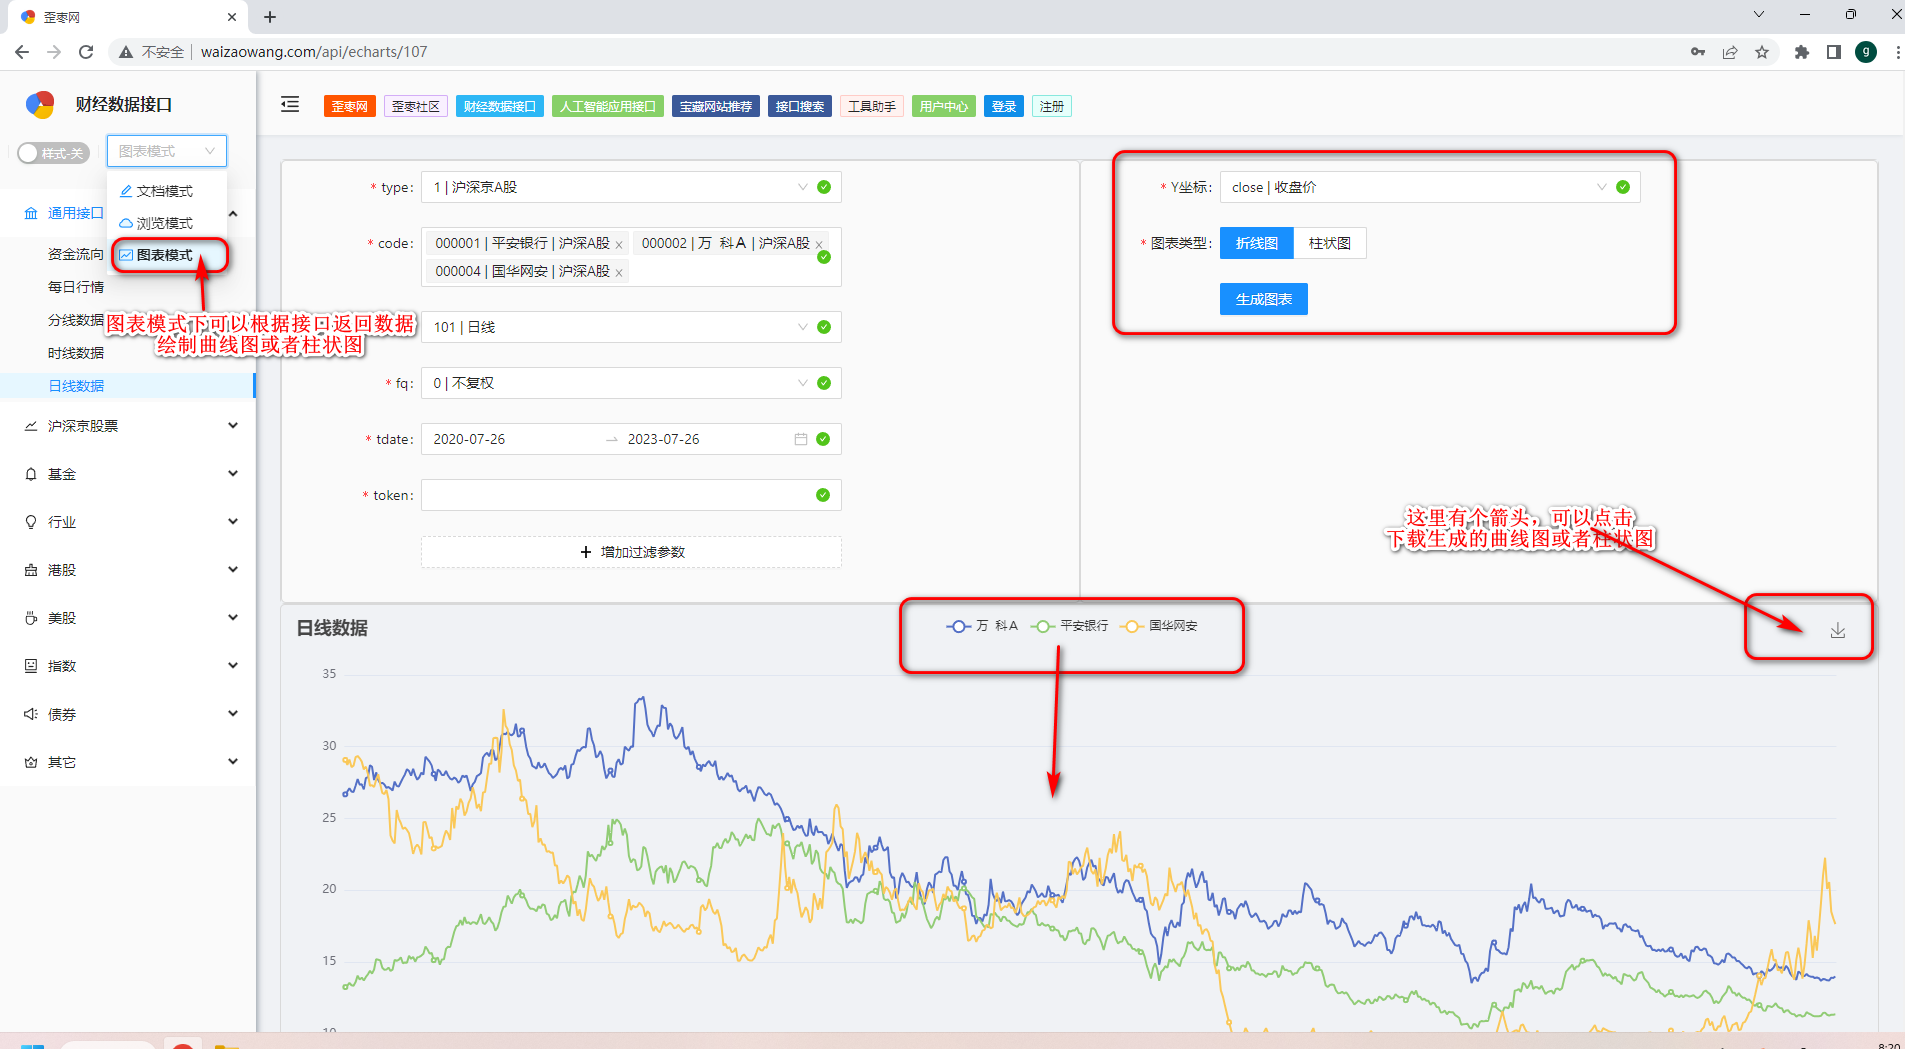 歪枣网
不安全
waizaowang.com/api/echarts/107
g
财经数据接口
样式-关
图表模式
文档模式
浏览模式
图表模式
歪枣网
歪枣社区
财经数据接口
人工智能应用接口
宝藏网站推荐
接口搜索
工具助手
用户中心
登录
注册
通用接口
资金流向
每日行情
分线数据
时线数据
日线数据
沪深京股票
基金
行业
港股
美股
指数
债券
其它
图表模式下可以根据接口返回数据
绘制曲线图或者柱状图
* type: 1 | 沪深京A股
* code: 000001 | 平安银行 | 沪深A股 × 000002 | 万 科A | 沪深A股 ×
000004 | 国华网安 | 沪深A股 ×
101 | 日线
* fq: 0 | 不复权
* tdate: 2020-07-26 → 2023-07-26
* token:
+ 增加过滤参数
* Y坐标: close | 收盘价
* 图表类型: 折线图 柱状图
生成图表
这里有个箭头，可以点击
下载生成的曲线图或者柱状图
日线数据
万 科A 平安银行 国华网安
35
30
25
20
15
10
8:20